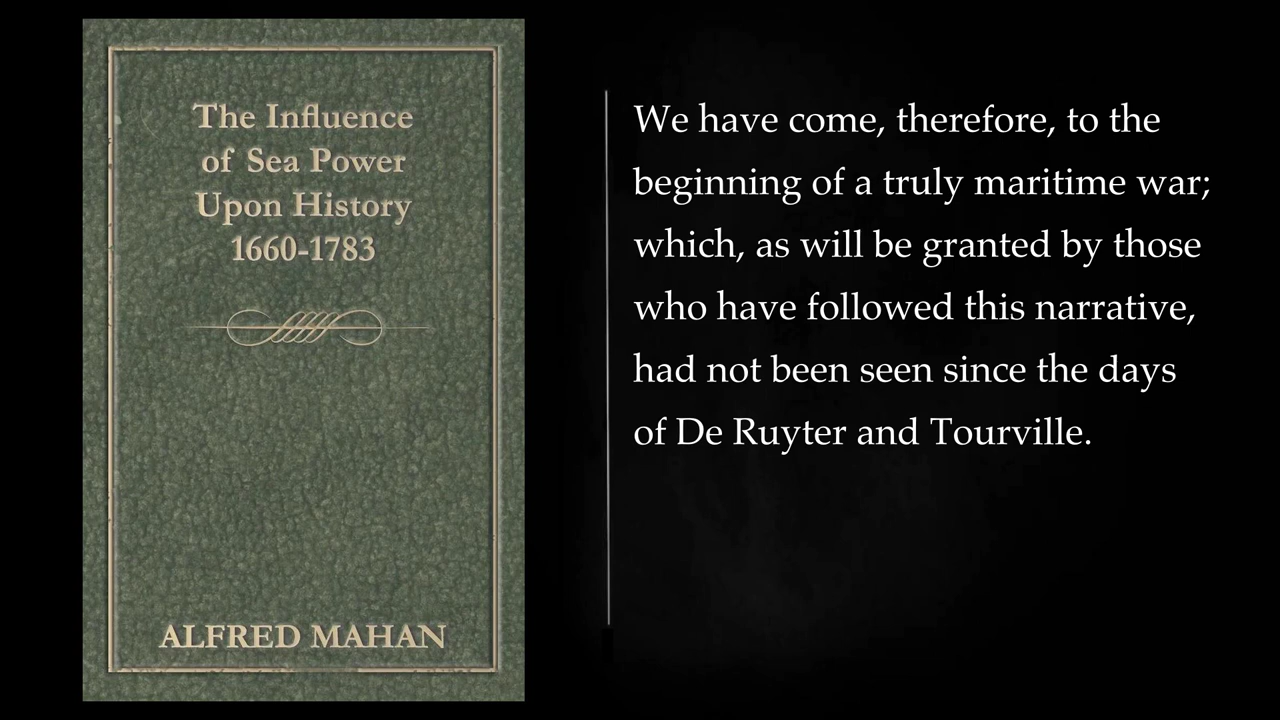 The Influence
of Sea Power
Upon History
1660-1783
ALFRED MAHAN
We have come, therefore, to the
beginning of a truly maritime war;
which, as will be granted by those
who have followed this narrative,
had not been seen since the days
of De Ruyter and Tourville.